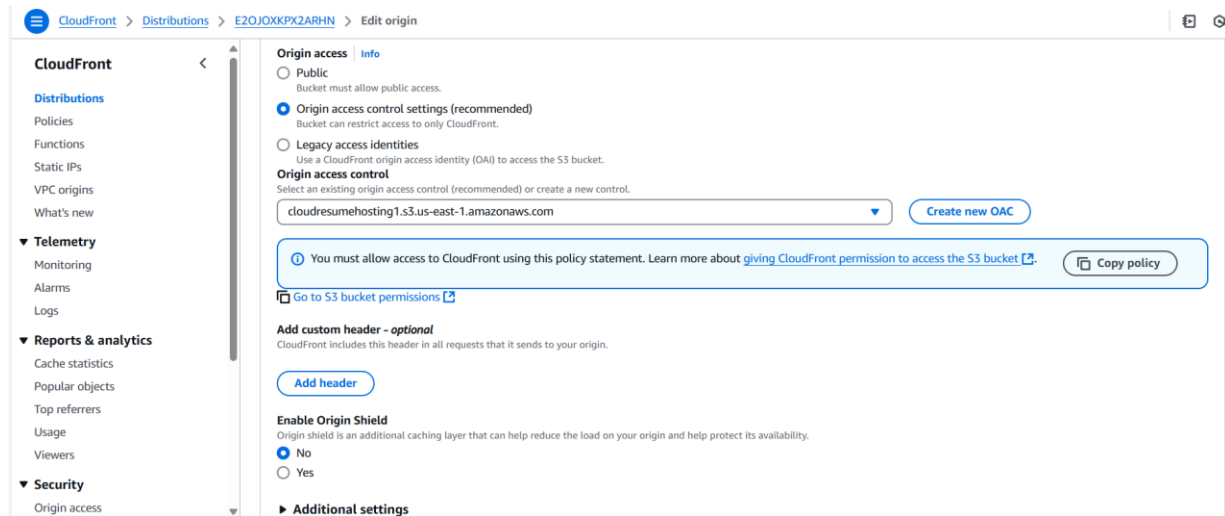 CloudFront > Distributions > E2OJOXKPX2ARHN > Edit origin
CloudFront
Distributions
Policies
Functions
Static IPs
VPC origins
What's new
Telemetry
Monitoring
Alarms
Logs
Reports & analytics
Cache statistics
Popular objects
Top referrers
Usage
Viewers
Security
Origin access
Origin access Info
Public
Bucket must allow public access.
Origin access control settings (recommended)
Bucket can restrict access to only CloudFront.
Legacy access identities
Use a CloudFront origin access identity (OAI) to access the S3 bucket.
Origin access control
Select an existing origin access control (recommended) or create a new control.
cloudresumehosting1.s3.us-east-1.amazonaws.com
Create new OAC
You must allow access to CloudFront using this policy statement. Learn more about giving CloudFront permission to access the S3 bucket.
Copy policy
Go to S3 bucket permissions
Add custom header - optional
CloudFront includes this header in all requests that it sends to your origin.
Add header
Enable Origin Shield
Origin shield is an additional caching layer that can help reduce the load on your origin and help protect its availability.
No
Yes
Additional settings